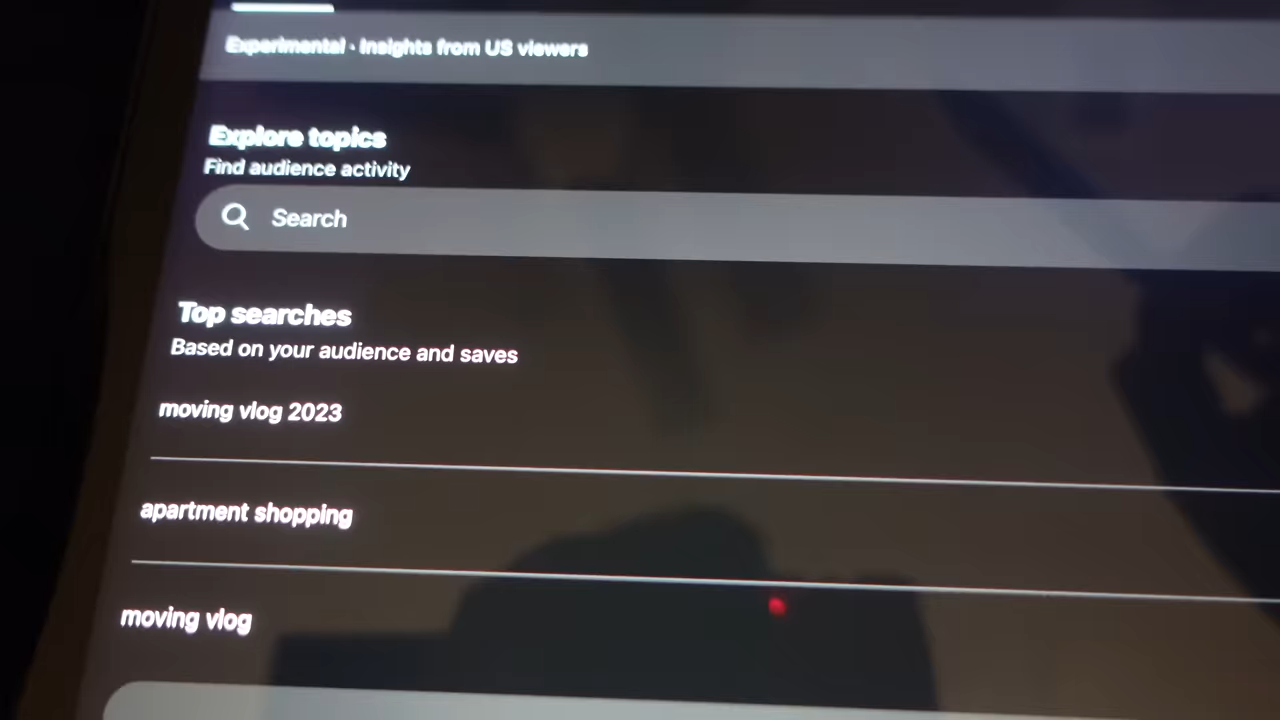 Experimental · Insights from US viewers
Explore topics
Find audience activity
Search
Top searches
Based on your audience and saves
moving vlog 2023
apartment shopping
moving vlog